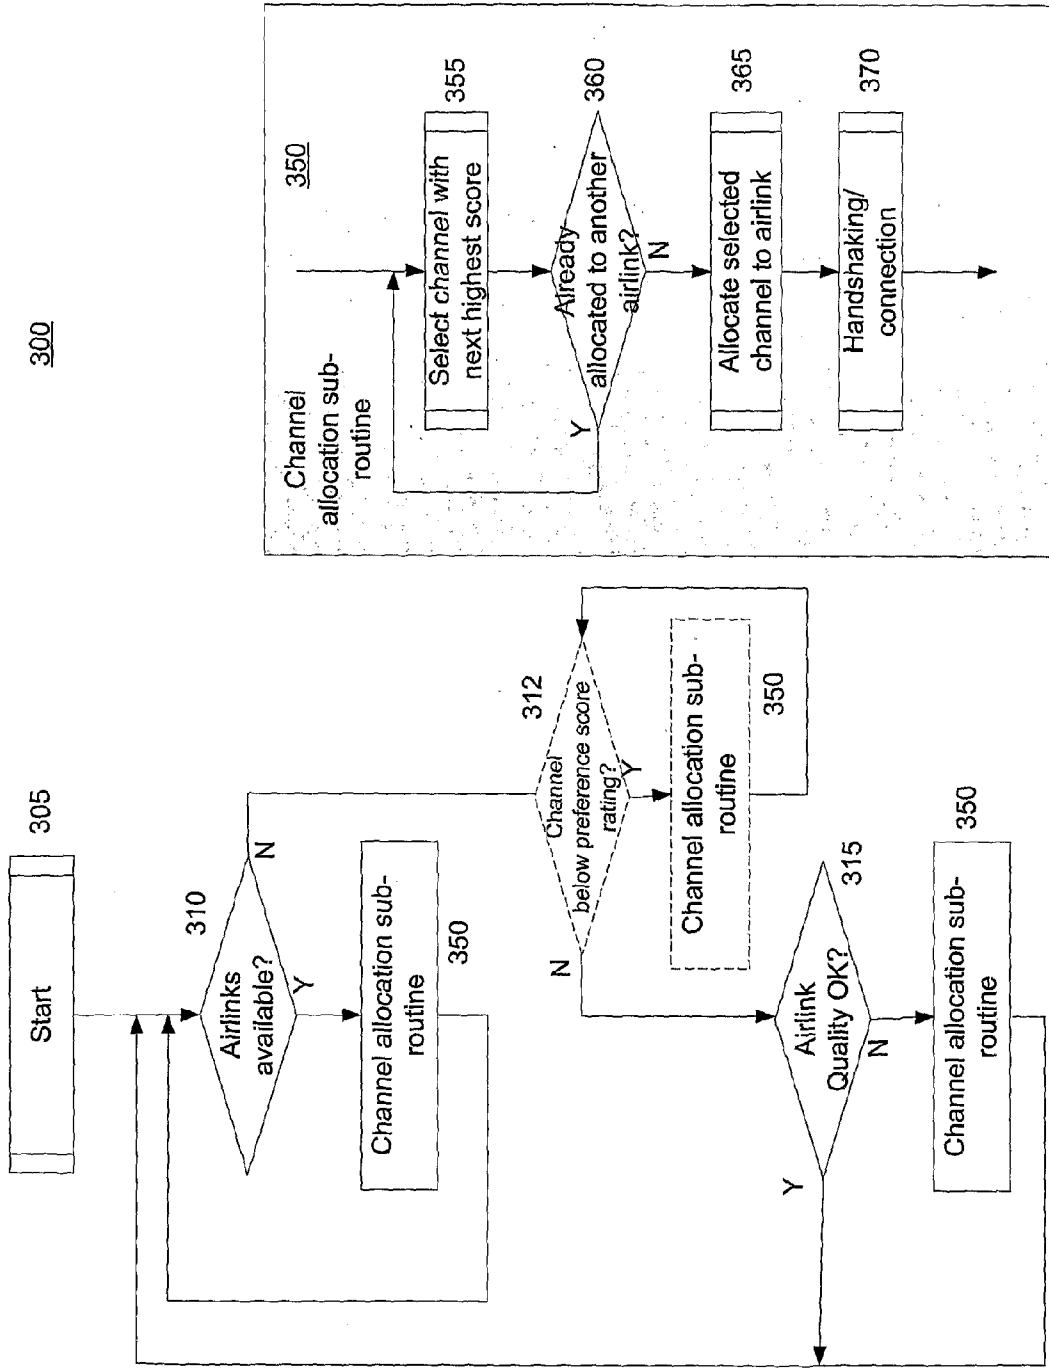 300
Start
305
310
Airlinks
available?
N
Y
Channel allocation sub-
routine
350
312
Channel
below preference score
rating?
N
Y
Channel allocation sub-
routine
350
315
Airlink
Quality OK?
Y
N
Channel allocation sub-
routine
350
Channel
allocation sub-
routine
350
Select channel with
next highest score
355
Already
allocated to another
airlink?
360
Y
N
Allocate selected
channel to airlink
365
Handshaking/
connection
370